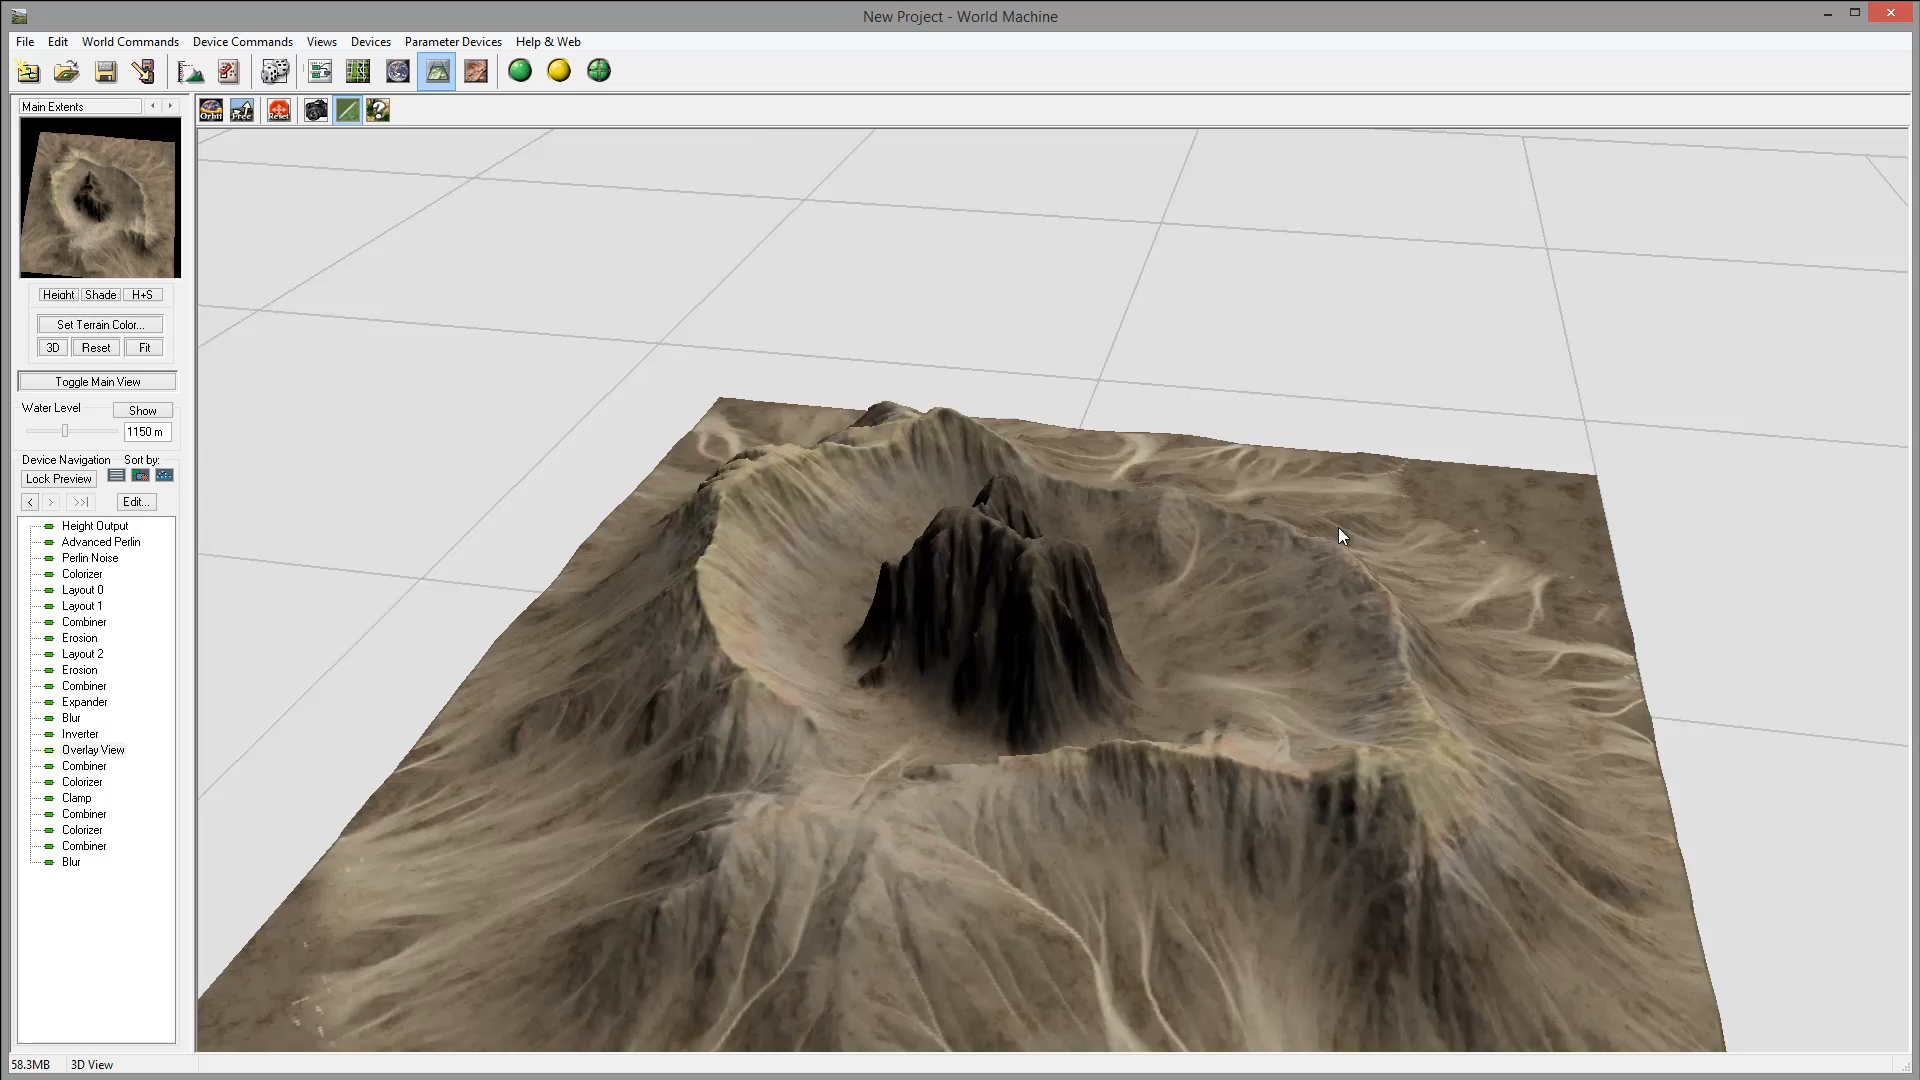 New Project - World Machine
File Edit World Commands Device Commands Views Devices Parameter Devices Help & Web
Main Extents
Orbit Free Reset
Height Shade H+S
Set Terrain Color...
3D Reset Fit
Toggle Main View
Water Level Show
1150 m
Device Navigation Sort by:
Lock Preview
< > >>| Edit...
Height Output
Advanced Perlin
Perlin Noise
Colorizer
Layout 0
Layout 1
Combiner
Erosion
Layout 2
Erosion
Combiner
Expander
Blur
Inverter
Overlay View
Combiner
Colorizer
Clamp
Combiner
Colorizer
Combiner
Blur
58.3MB 3D View